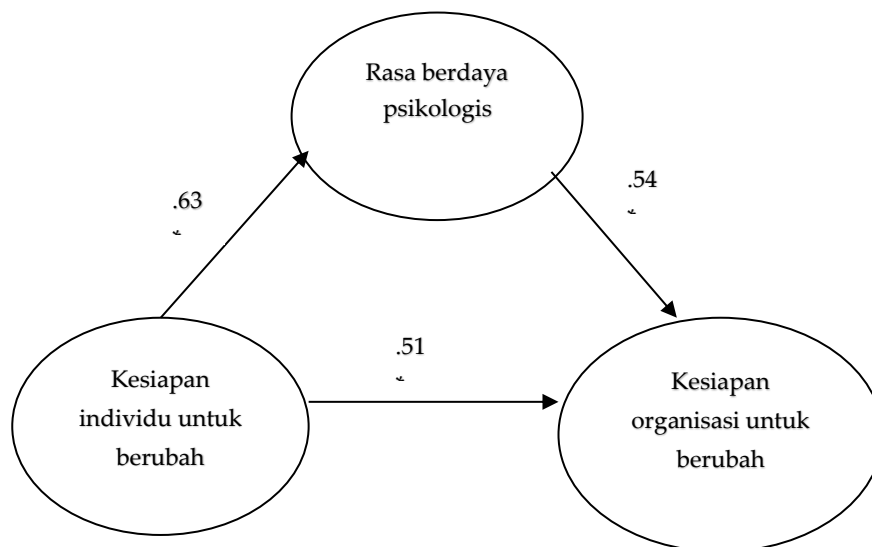 Rasa berdaya
psikologis
.63
*
.54
*
.51
*
Kesiapan
individu untuk
berubah
Kesiapan
organisasi untuk
berubah